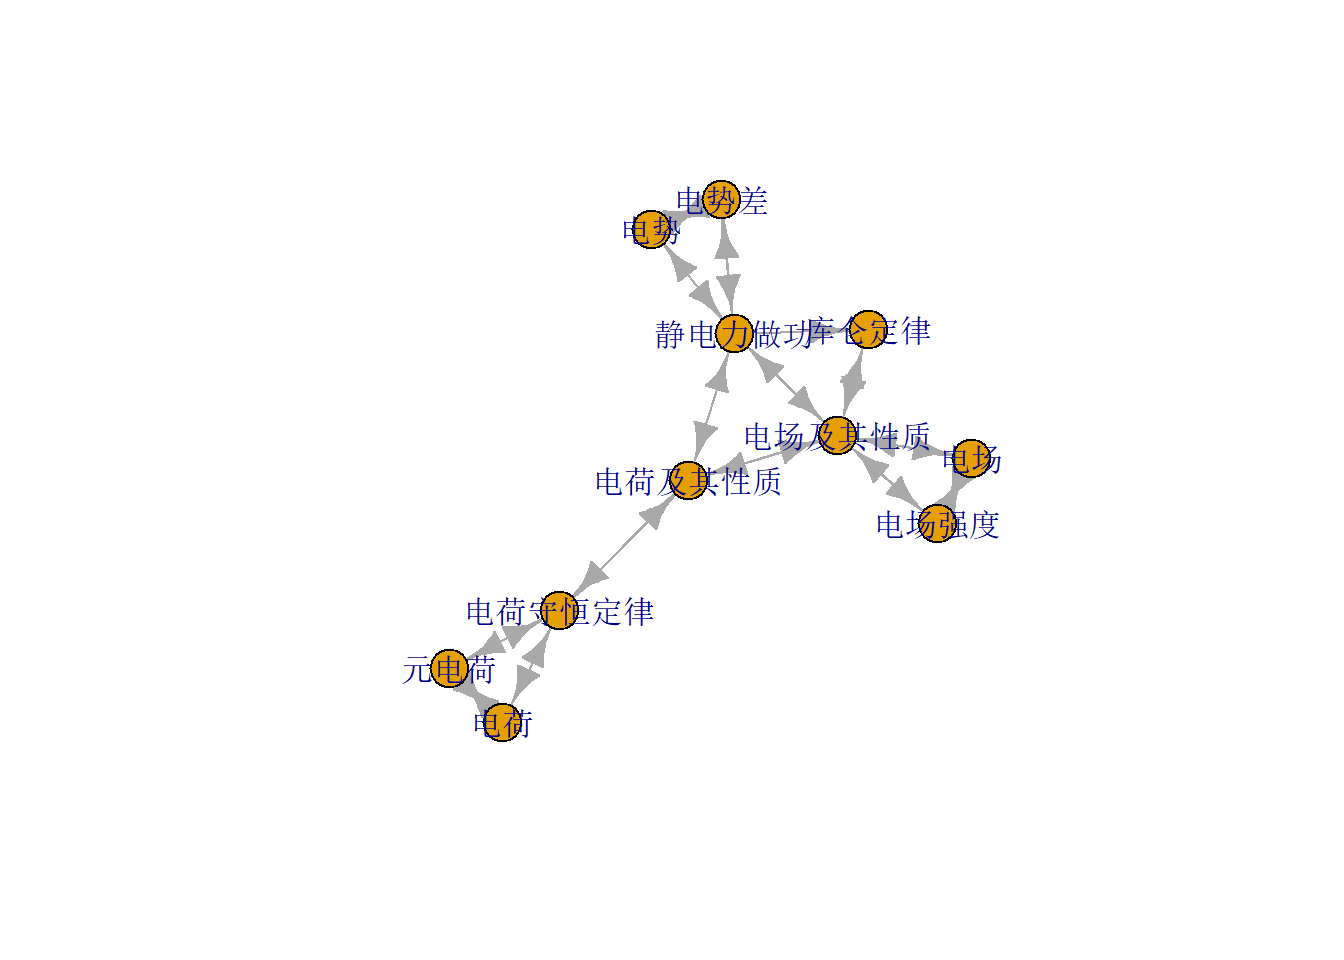 电势差
电势
静电力做功
库仑定律
电场及其性质
电场
电荷及其性质
电场强度
电荷守恒定律
元电荷
电荷